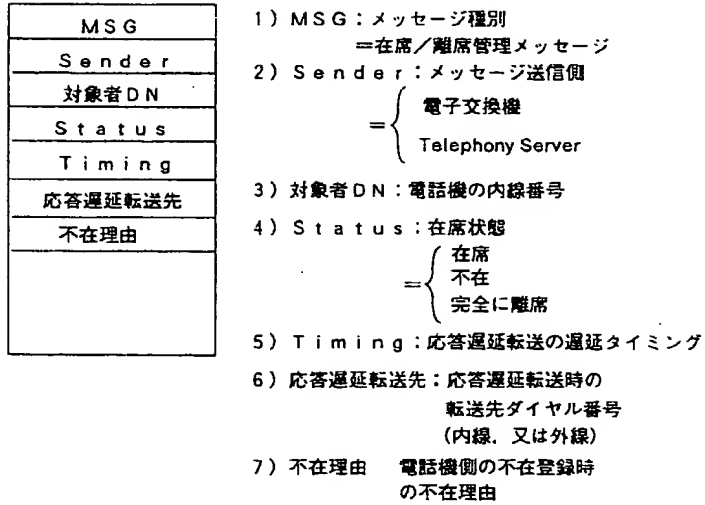 MSG
Sender
対象者DN
Status
Timing
応答遅延転送先
不在理由
1)MSG:メッセージ種別
=在席/離席管理メッセージ
2)Sender:メッセージ送信側
= 電子交換機
Telephony Server
3)対象者DN:電話機の内線番号
4)Status:在席状態
在席
= 不在
完全に離席
5)Timing:応答遅延転送の遅延タイミング
6)応答遅延転送先:応答遅延転送時の
転送先ダイヤル番号
(内線、又は外線)
7)不在理由 電話機側の不在登録時
の不在理由